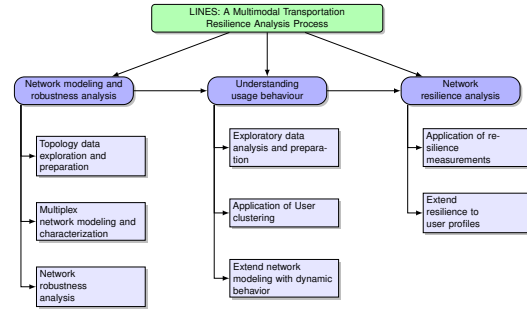 LINES: A Multimodal Transportation
Resilience Analysis Process
Network modeling and
robustness analysis
Understanding
usage behaviour
Network
resilience analysis
Topology data
exploration and
preparation
Multiplex
network modeling and
characterization
Network
robustness
analysis
Exploratory data
analysis and prepara-
tion
Application of User
clustering
Extend network
modeling with dynamic
behavior
Application of re-
silience
measurements
Extend
resilience to
user profiles